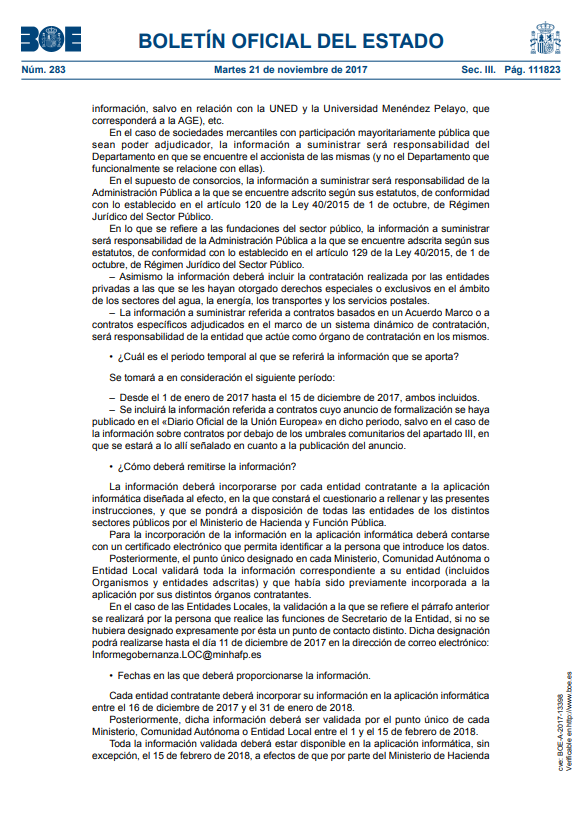 BOE
BOLETÍN OFICIAL DEL ESTADO
Núm. 283
Martes 21 de noviembre de 2017
Sec. III. Pág. 111823
información, salvo en relación con la UNED y la Universidad Menéndez Pelayo, que
corresponderá a la AGE), etc.
En el caso de sociedades mercantiles con participación mayoritariamente pública que
sean poder adjudicador, la información a suministrar será responsabilidad del
Departamento en que se encuentre el accionista de las mismas (y no el Departamento que
funcionalmente se relacione con ellas).
En el supuesto de consorcios, la información a suministrar será responsabilidad de la
Administración Pública a la que se encuentre adscrito según sus estatutos, de conformidad
con lo establecido en el artículo 120 de la Ley 40/2015 de 1 de octubre, de Régimen
Jurídico del Sector Público.
En lo que se refiere a las fundaciones del sector público, la información a suministrar
será responsabilidad de la Administración Pública a la que se encuentre adscrita según sus
estatutos, de conformidad con lo establecido en el artículo 129 de la Ley 40/2015, de 1 de
octubre, de Régimen Jurídico del Sector Público.
– Asimismo la información deberá incluir la contratación realizada por las entidades
privadas a las que se les hayan otorgado derechos especiales o exclusivos en el ámbito
de los sectores del agua, la energía, los transportes y los servicios postales.
– La información a suministrar referida a contratos basados en un Acuerdo Marco o a
contratos específicos adjudicados en el marco de un sistema dinámico de contratación,
será responsabilidad de la entidad que actúe como órgano de contratación en los mismos.
• ¿Cuál es el periodo temporal al que se referirá la información que se aporta?
Se tomará a en consideración el siguiente período:
– Desde el 1 de enero de 2017 hasta el 15 de diciembre de 2017, ambos incluidos.
– Se incluirá la información referida a contratos cuyo anuncio de formalización se haya
publicado en el «Diario Oficial de la Unión Europea» en dicho periodo, salvo en el caso de
la información sobre contratos por debajo de los umbrales comunitarios del apartado III, en
que se estará a lo allí señalado en cuanto a la publicación del anuncio.
• ¿Cómo deberá remitirse la información?
La información deberá incorporarse por cada entidad contratante a la aplicación
informática diseñada al efecto, en la que constará el cuestionario a rellenar y las presentes
instrucciones, y que se pondrá a disposición de todas las entidades de los distintos
sectores públicos por el Ministerio de Hacienda y Función Pública.
Para la incorporación de la información en la aplicación informática deberá contarse
con un certificado electrónico que permita identificar a la persona que introduce los datos.
Posteriormente, el punto único designado en cada Ministerio, Comunidad Autónoma o
Entidad Local validará toda la información correspondiente a su entidad (incluidos
Organismos y entidades adscritas) y que había sido previamente incorporada a la
aplicación por sus distintos órganos contratantes.
En el caso de las Entidades Locales, la validación a la que se refiere el párrafo anterior
se realizará por la persona que realice las funciones de Secretario de la Entidad, si no se
hubiera designado expresamente por ésta un punto de contacto distinto. Dicha designación
podrá realizarse hasta el día 11 de diciembre de 2017 en la dirección de correo electrónico:
Informegobernanza.LOC@minhafp.es
• Fechas en las que deberá proporcionarse la información.
Cada entidad contratante deberá incorporar su información en la aplicación informática
entre el 16 de diciembre de 2017 y el 31 de enero de 2018.
Posteriormente, dicha información deberá ser validada por el punto único de cada
Ministerio, Comunidad Autónoma o Entidad Local entre el 1 y el 15 de febrero de 2018.
Toda la información validada deberá estar disponible en la aplicación informática, sin
excepción, el 15 de febrero de 2018, a efectos de que por parte del Ministerio de Hacienda
cve: BOE-A-2017-13398
Verificable en http://www.boe.es